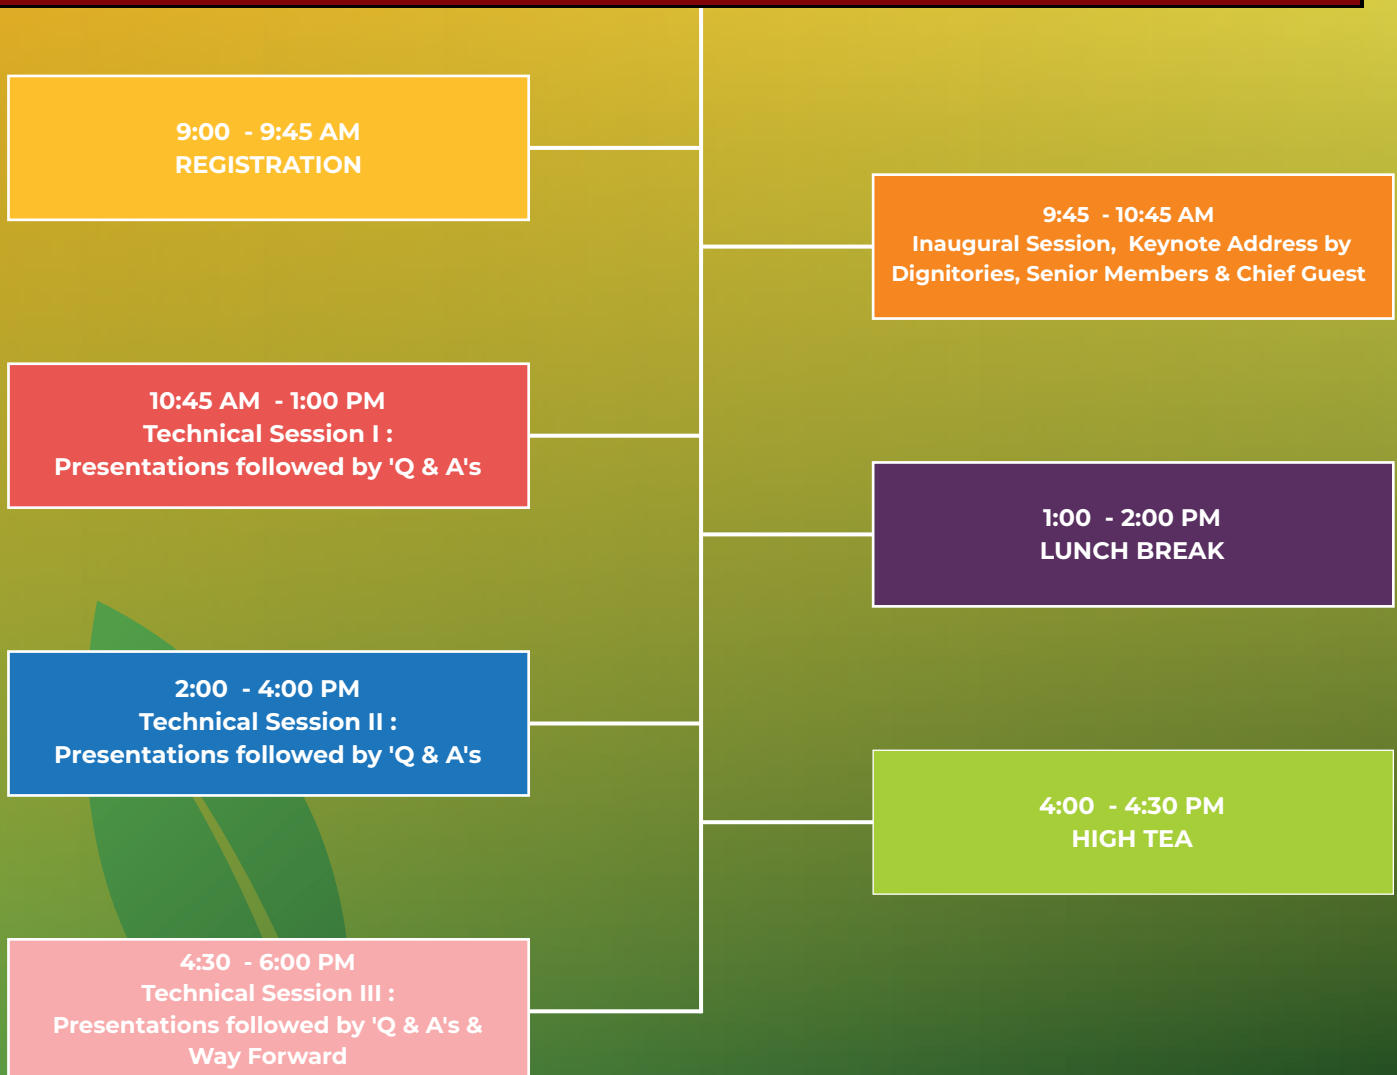 9:00  - 9:45 AM
REGISTRATION
9:45  - 10:45 AM
Inaugural Session,  Keynote Address by
Dignitories, Senior Members & Chief Guest
10:45 AM  - 1:00 PM
Technical Session I :
Presentations followed by 'Q & A's
1:00  - 2:00 PM
LUNCH BREAK
2:00  - 4:00 PM
Technical Session II :
Presentations followed by 'Q & A's
4:00  - 4:30 PM
HIGH TEA
4:30  - 6:00 PM
Technical Session III :
Presentations followed by 'Q & A's &
Way Forward